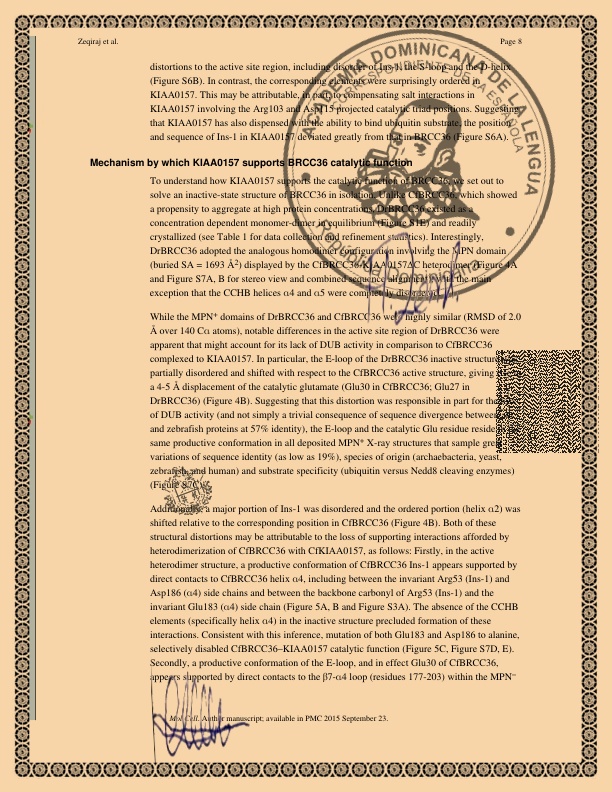 Zeqiraj et al. Page 8
distortions to the active site region, including disorder of Ins-1, the S-loop and the D-helix
(Figure S6B). In contrast, the corresponding elements were surprisingly ordered in
KIAA0157. This may be attributable, in part, to compensating salt interactions in
KIAA0157 involving the Arg103 and Asp115 projected catalytic triad positions. Suggesting
that KIAA0157 has also dispensed with the ability to bind ubiquitin substrate, the position
and sequence of Ins-1 in KIAA0157 deviated greatly from that in BRCC36 (Figure S6A).
Mechanism by which KIAA0157 supports BRCC36 catalytic function
To understand how KIAA0157 supports the catalytic function of BRCC36, we set out to
solve an inactive-state structure of BRCC36 in isolation. Unlike CfBRCC36, which showed
a propensity to aggregate at high protein concentrations, DrBRCC36 existed as a
concentration dependent monomer-dimer in equilibrium (Figure S1E) and readily
crystallized (see Table 1 for data collection and refinement statistics). Interestingly,
DrBRCC36 adopted the analogous homodimer configuration involving the MPN domain
(buried SA = 1693 Å2) displayed by the CfBRCC36-KIAA0157ΔC heterodimer (Figure 4A
and Figure S7A, B for stereo view and combined sequence alignment) with the main
exception that the CCHB helices α4 and α5 were completely disordered.
While the MPN* domains of DrBRCC36 and CfBRCC36 were highly similar (RMSD of 2.0
Å over 140 Cα atoms), notable differences in the active site region of DrBRCC36 were
apparent that might account for its lack of DUB activity in comparison to CfBRCC36
complexed to KIAA0157. In particular, the E-loop of the DrBRCC36 inactive structure
partially disordered and shifted with respect to the CfBRCC36 active structure, giving
a 4-5 Å displacement of the catalytic glutamate (Glu30 in CfBRCC36; Glu27 in
DrBRCC36) (Figure 4B). Suggesting that this distortion was responsible in part for the
of DUB activity (and not simply a trivial consequence of sequence divergence between
and zebrafish proteins at 57% identity), the E-loop and the catalytic Glu residue
same productive conformation in all deposited MPN* X-ray structures that sample
variations of sequence identity (as low as 19%), species of origin (archaebacteria, yeast,
zebrafish, and human) and substrate specificity (ubiquitin versus Nedd8 cleaving enzymes)
(Figure S7C).
Additionally, a major portion of Ins-1 was disordered and the ordered portion (helix α2) was
shifted relative to the corresponding position in CfBRCC36 (Figure 4B). Both of these
structural distortions may be attributable to the loss of supporting interactions afforded by
heterodimerization of CfBRCC36 with CfKIAA0157, as follows: Firstly, in the active
heterodimer structure, a productive conformation of CfBRCC36 Ins-1 appears supported by
direct contacts to CfBRCC36 helix α4, including between the invariant Arg53 (Ins-1) and
Asp186 (α4) side chains and between the backbone carbonyl of Arg53 (Ins-1) and the
invariant Glu183 (α4) side chain (Figure 5A, B and Figure S3A). The absence of the CCHB
elements (specifically helix α4) in the inactive structure precluded formation of these
interactions. Consistent with this inference, mutation of both Glu183 and Asp186 to alanine,
selectively disabled CfBRCC36–KIAA0157 catalytic function (Figure 5C, Figure S7D, E).
Secondly, a productive conformation of the E-loop, and in effect Glu30 of CfBRCC36,
appears supported by direct contacts to the β7-α4 loop (residues 177-203) within the MPN−
Mol Cell. Author manuscript; available in PMC 2015 September 23.
ACADEMIA DOMINICANA DE LA LENGUA
CORRESPONDIENTE DE LA ESPAÑOLA
República Dominicana